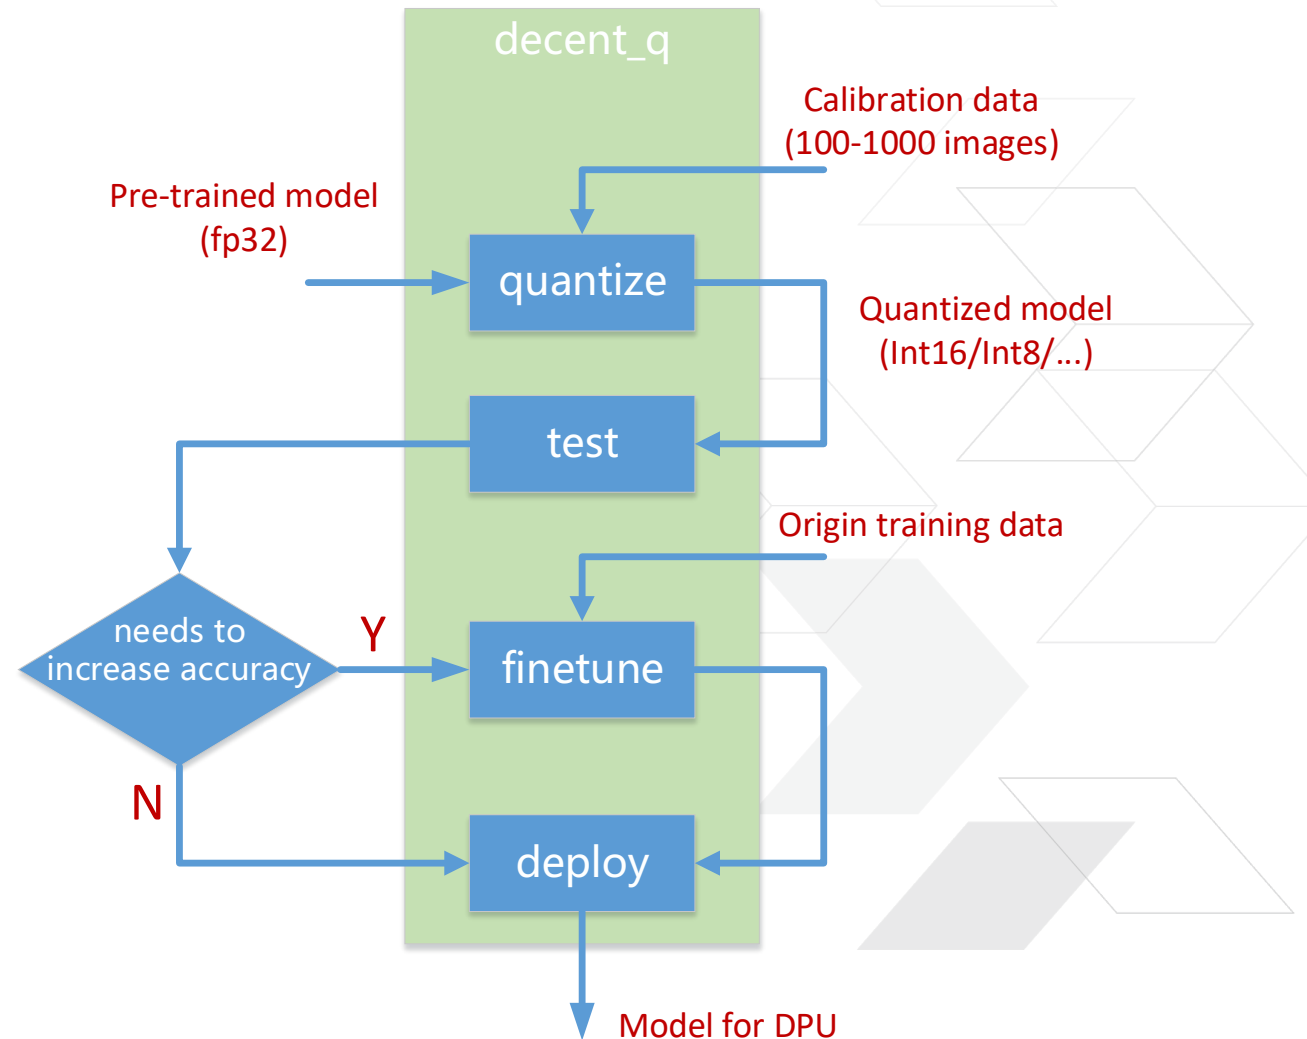 decent_q
Calibration data
(100-1000 images)
Pre-trained model
(fp32)
quantize
Quantized model
(Int16/Int8/...)
test
Origin training data
needs to
increase accuracy
Y
finetune
N
deploy
Model for DPU